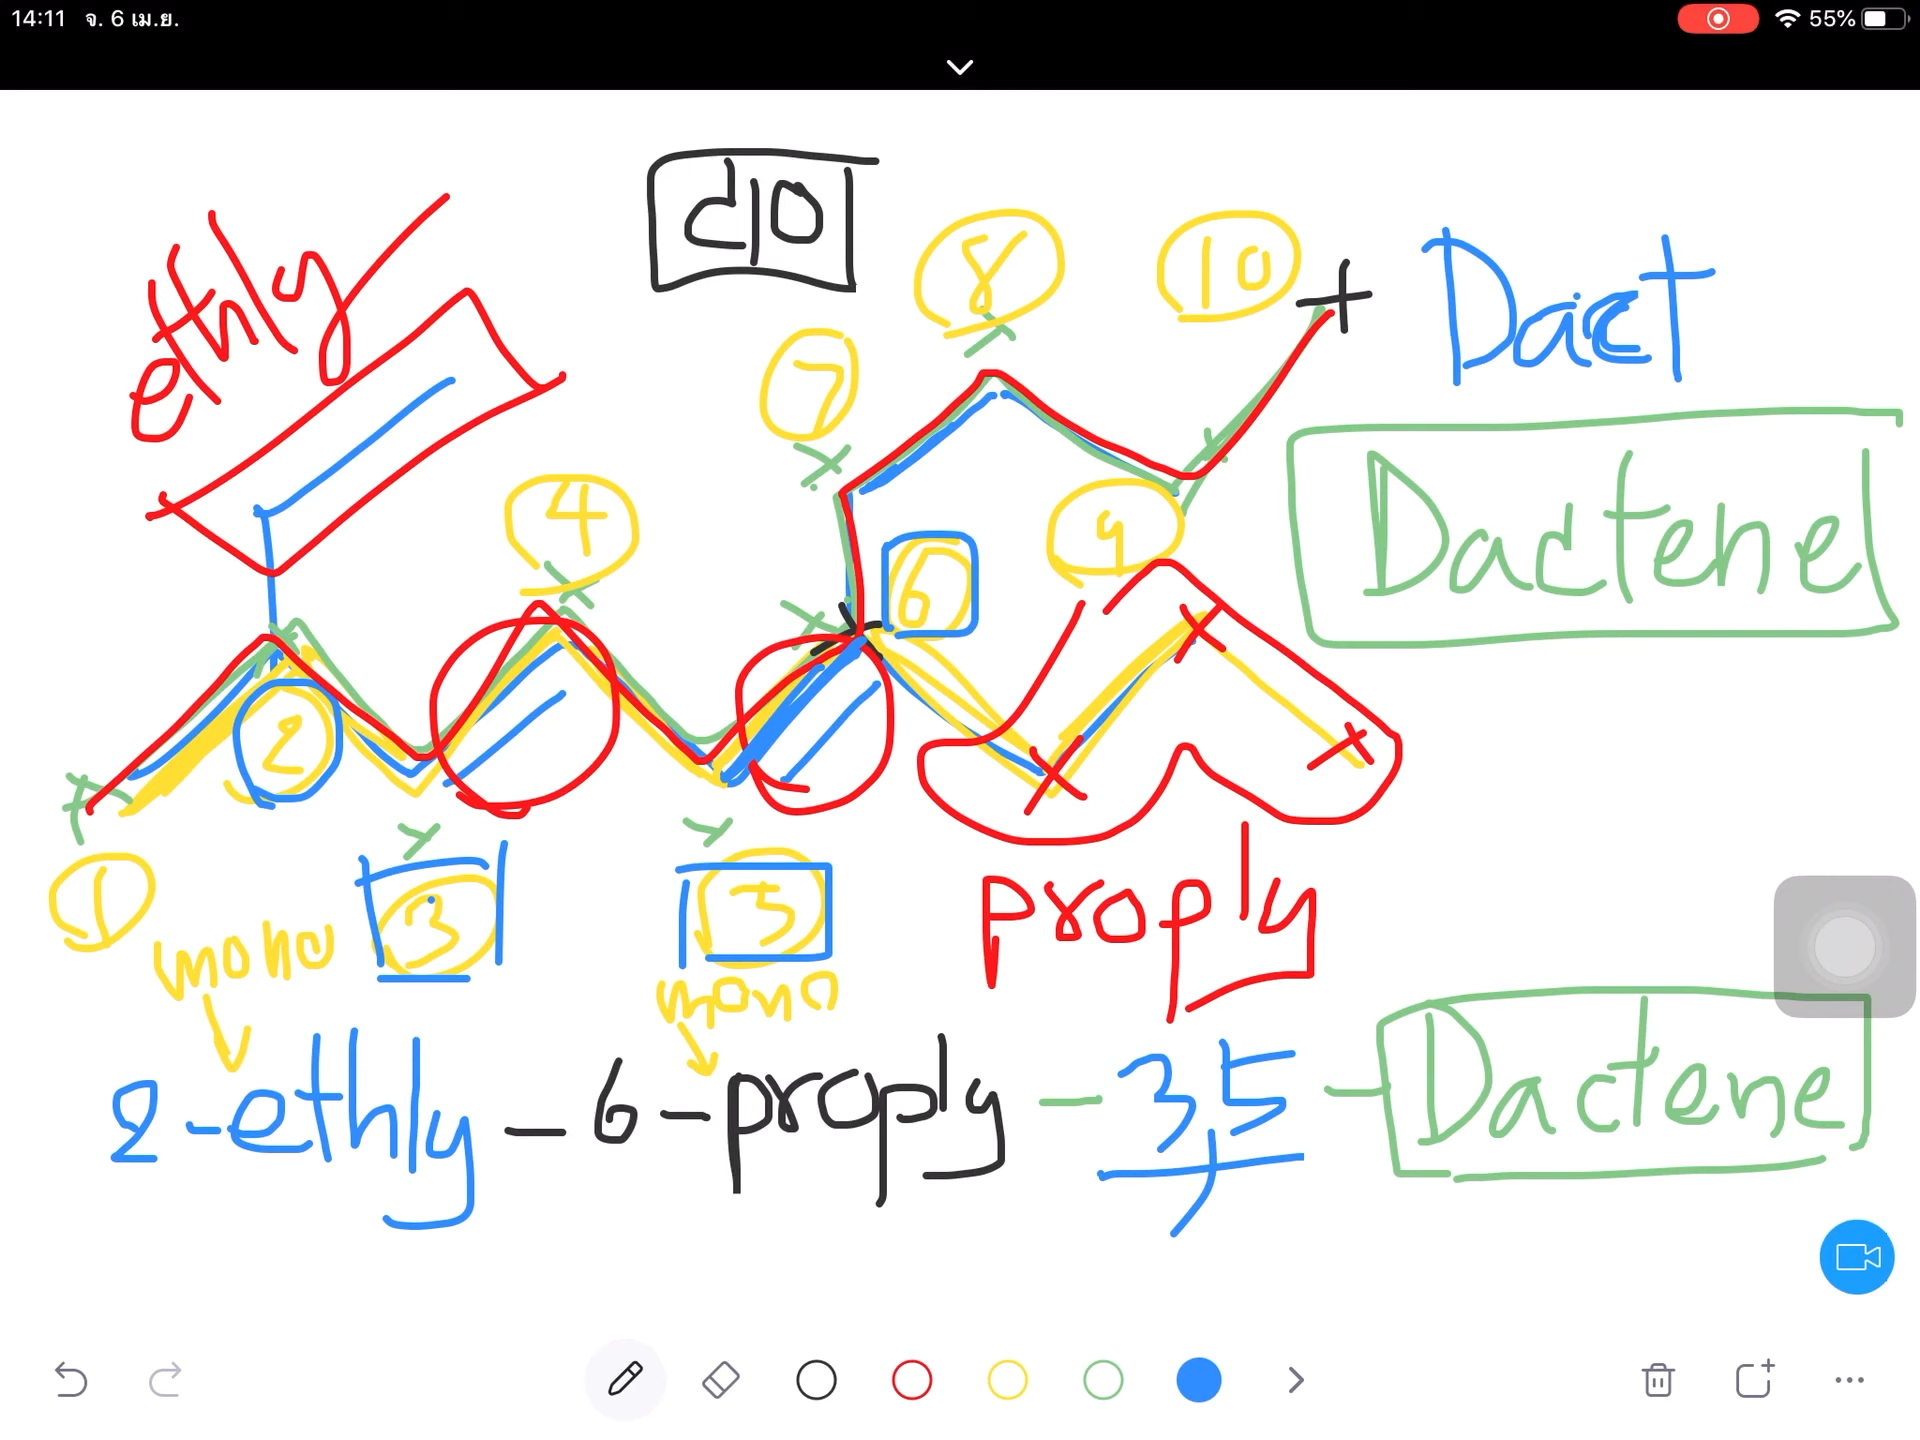 14:11 จ. 6 เม.ย. 55%
d10
ethly
8
10
Dact
7
4
9
Dactene
6
2
1
3
5
mono
mono
proply
2-ethly - 6-proply - 3,5 - Dactene